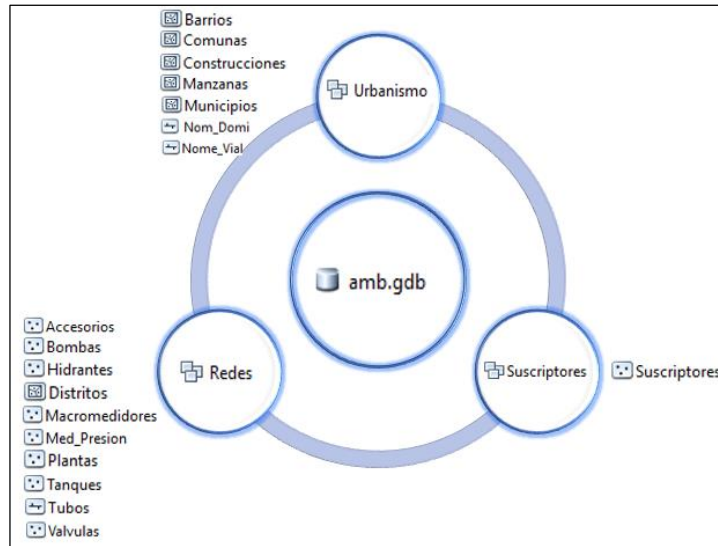 Barrios
Comunas
Construcciones
Manzanas
Municipios
Nom_Domi
Nome_Vial
Urbanismo
amb.gdb
Accesorios
Bombas
Hidrantes
Distritos
Macromedidores
Med_Presion
Plantas
Tanques
Tubos
Valvulas
Redes
Suscriptores
Suscriptores